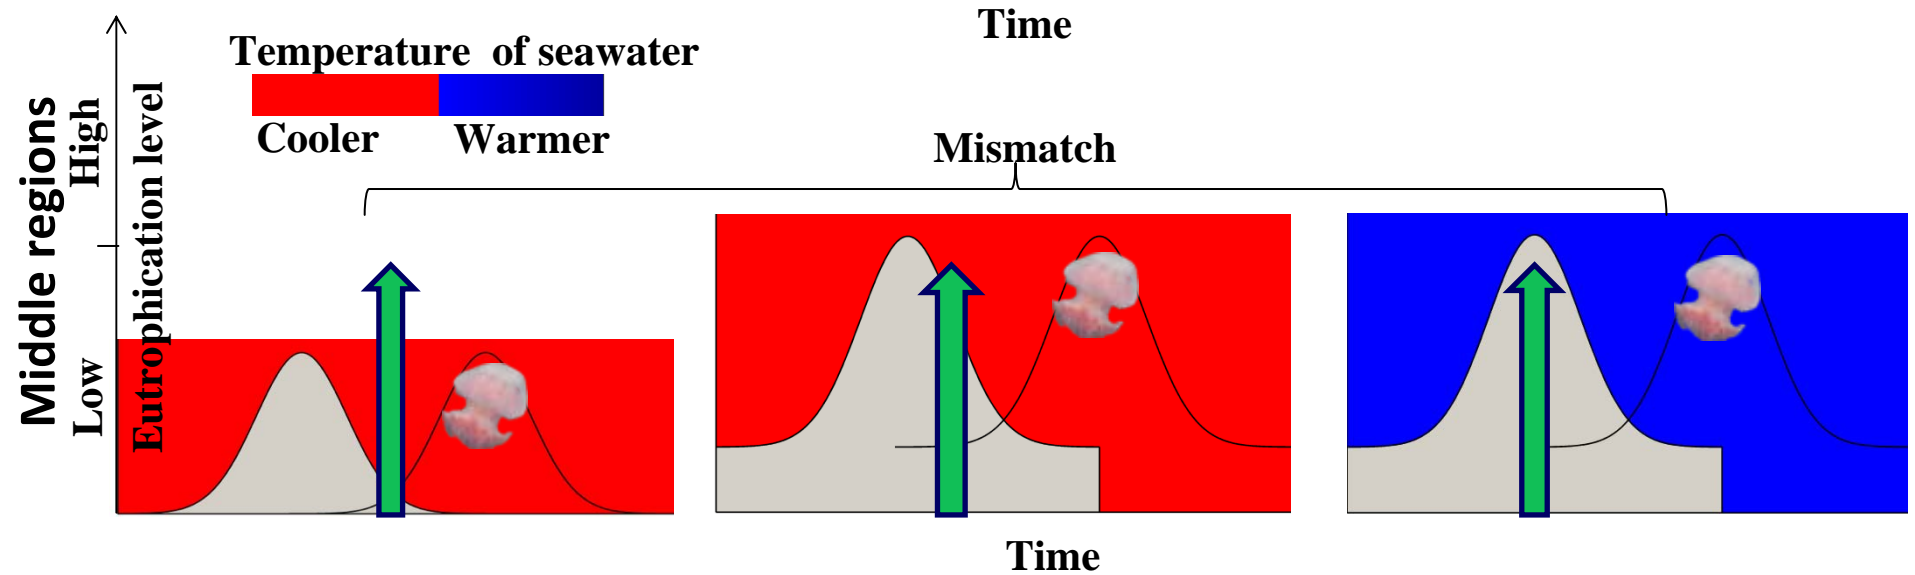 Time
Temperature of seawater
Cooler Warmer
Mismatch
Middle regions
High
Low
Eutrophication level
Time